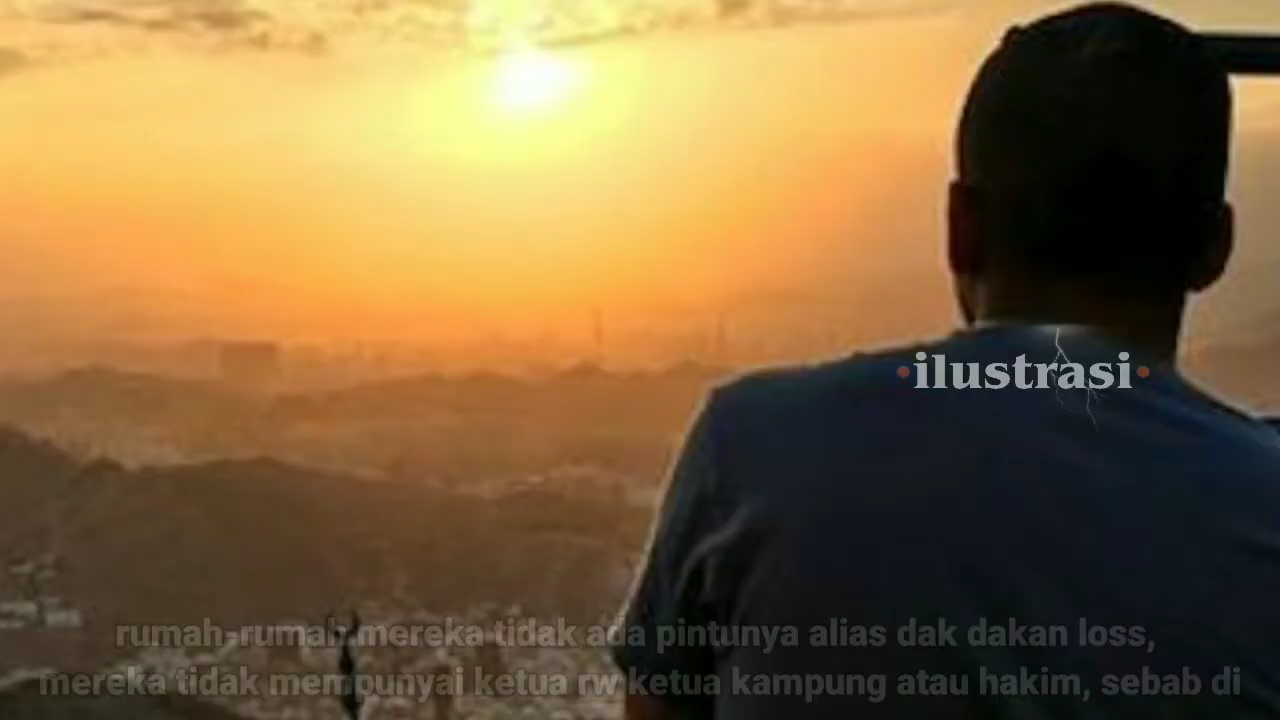 •ilustrasi•
rumah-rumah mereka tidak ada pintunya alias dak dakan loss,
mereka tidak mempunyai ketua rw ketua kampung atau hakim, sebab di